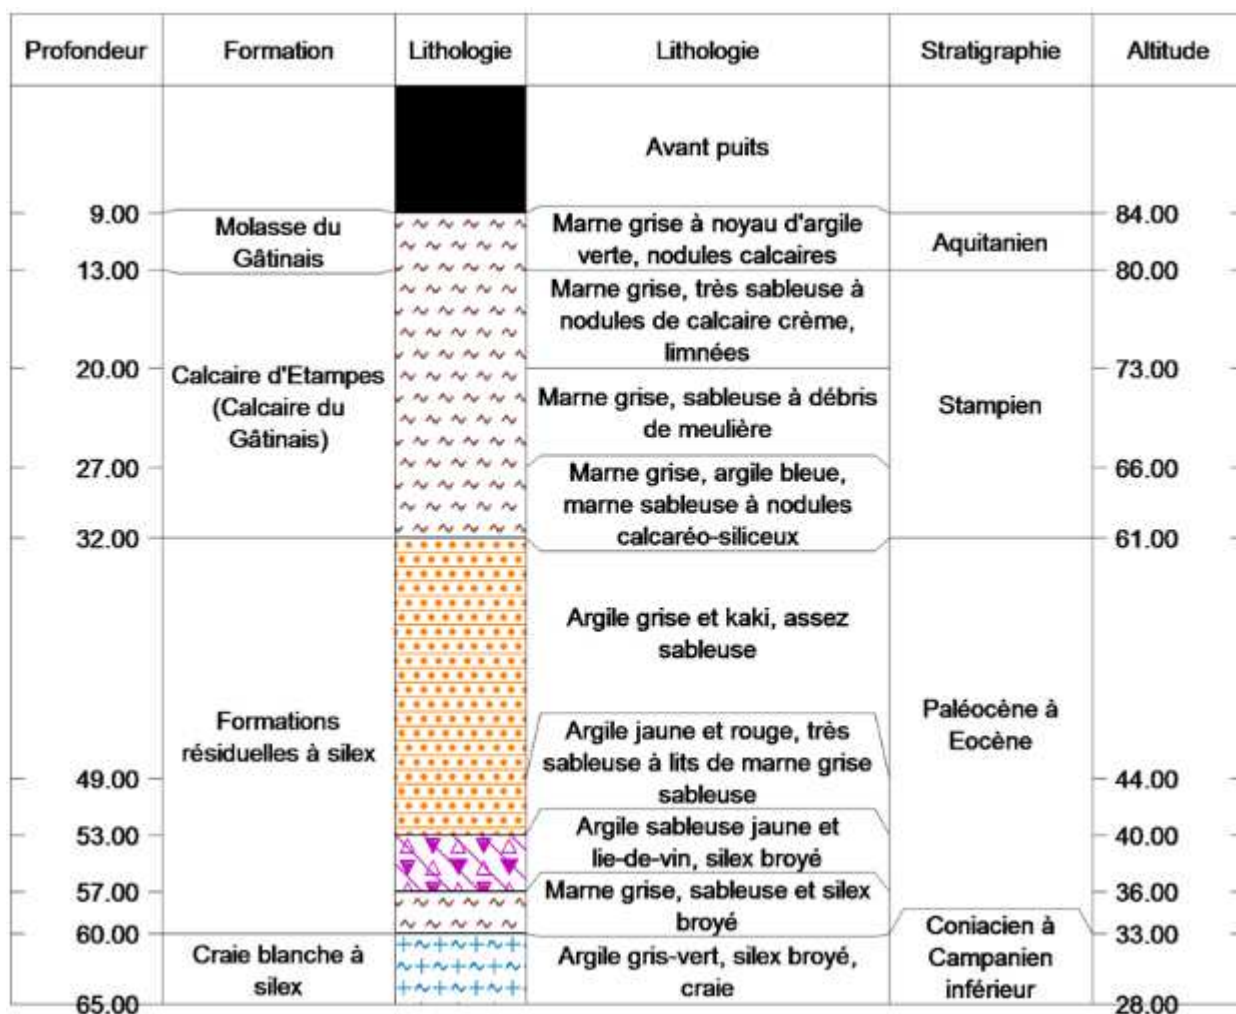 Profondeur Formation Lithologie Lithologie Stratigraphie Altitude
Avant puits
9.00 84.00
Molasse du
Gâtinais
Marne grise à noyau d'argile
verte, nodules calcaires
Aquitanien
13.00 80.00
Marne grise, très sableuse à
nodules de calcaire crème,
limnées
20.00 73.00
Calcaire d'Etampes
(Calcaire du
Gâtinais)
Marne grise, sableuse à débris
de meulière
Stampien
27.00 66.00
Marne grise, argile bleue,
marne sableuse à nodules
calcaréo-siliceux
32.00 61.00
Argile grise et kaki, assez
sableuse
Formations
résiduelles à silex
Paléocène à
Eocène
Argile jaune et rouge, très
sableuse à lits de marne grise
sableuse
49.00 44.00
53.00 40.00
Argile sableuse jaune et
lie-de-vin, silex broyé
57.00 36.00
Marne grise, sableuse et silex
broyé
60.00 33.00
Craie blanche à
silex
Argile gris-vert, silex broyé,
craie
Coniacien à
Campanien
inférieur
65.00 28.00